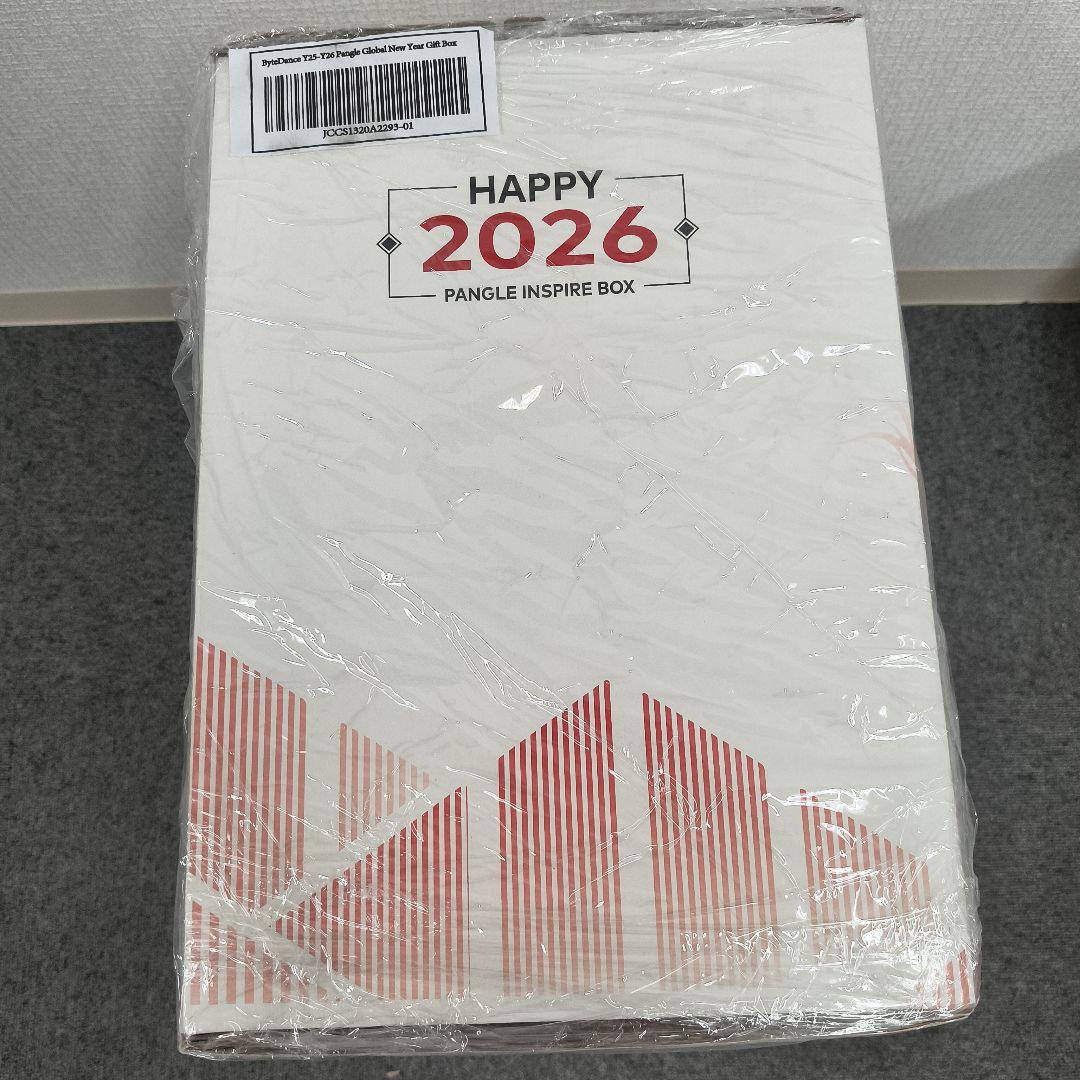 ByteDance Y25-Y26 Pangle Global New Year Gift Box
JCCS1320A2293-01
HAPPY
2026
PANGLE INSPIRE BOX